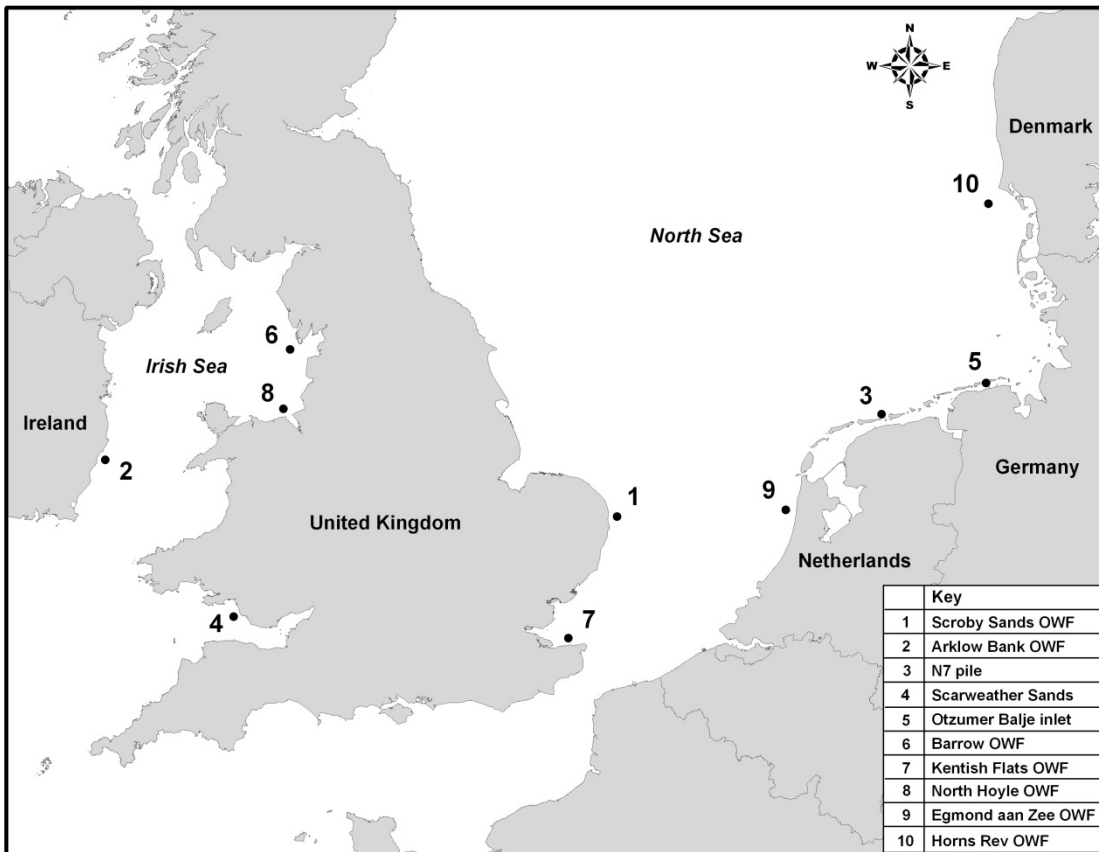 N
W E
S
Denmark
10
North Sea
6
Irish Sea
5
8
3
Ireland
Germany
2
9
1
United Kingdom
Netherlands
4
7
Key
1 Scroby Sands OWF
2 Arklow Bank OWF
3 N7 pile
4 Scarweather Sands
5 Otzumer Balje inlet
6 Barrow OWF
7 Kentish Flats OWF
8 North Hoyle OWF
9 Egmond aan Zee OWF
10 Horns Rev OWF